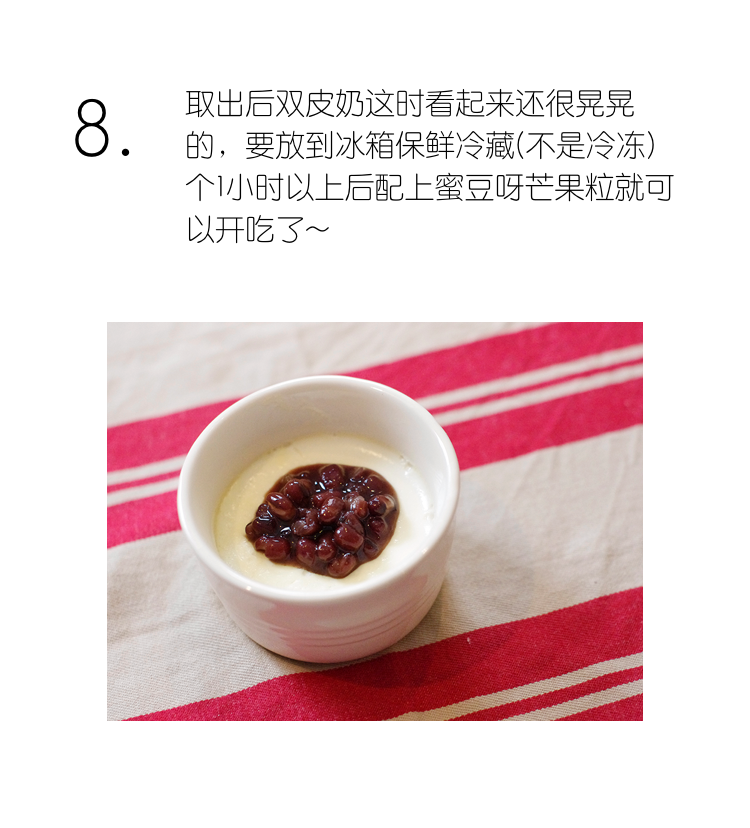 8.
取出后双皮奶这时看起来还很晃晃
的，要放到冰箱保鲜冷藏(不是冷冻)
个1小时以上后配上蜜豆呀芒果粒就可
以开吃了~